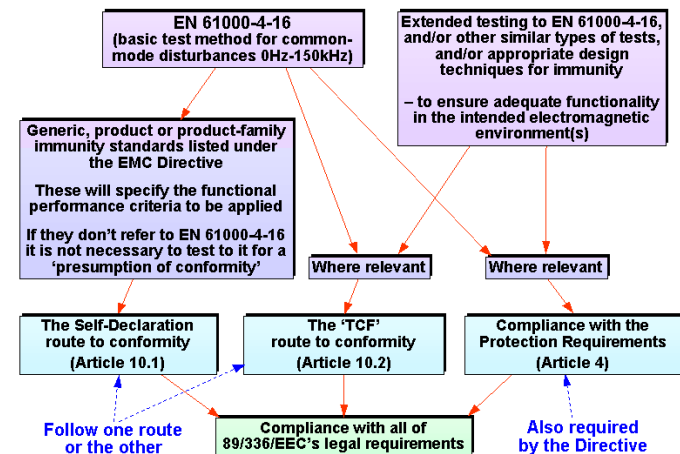 EN 61000-4-16
(basic test method for common-
mode disturbances 0Hz-150kHz)
Extended testing to EN 61000-4-16,
and/or other similar types of tests,
and/or appropriate design
techniques for immunity
– to ensure adequate functionality
in the intended electromagnetic
environment(s)
Generic, product or product-family
immunity standards listed under
the EMC Directive
These will specify the functional
performance criteria to be applied
If they don't refer to EN 61000-4-16
it is not necessary to test to it for a
‘presumption of conformity’
Where relevant
Where relevant
The Self-Declaration
route to conformity
(Article 10.1)
The ‘TCF’
route to conformity
(Article 10.2)
Compliance with the
Protection Requirements
(Article 4)
Follow one route
or the other
Compliance with all of
89/336/EEC's legal requirements
Also required
by the Directive